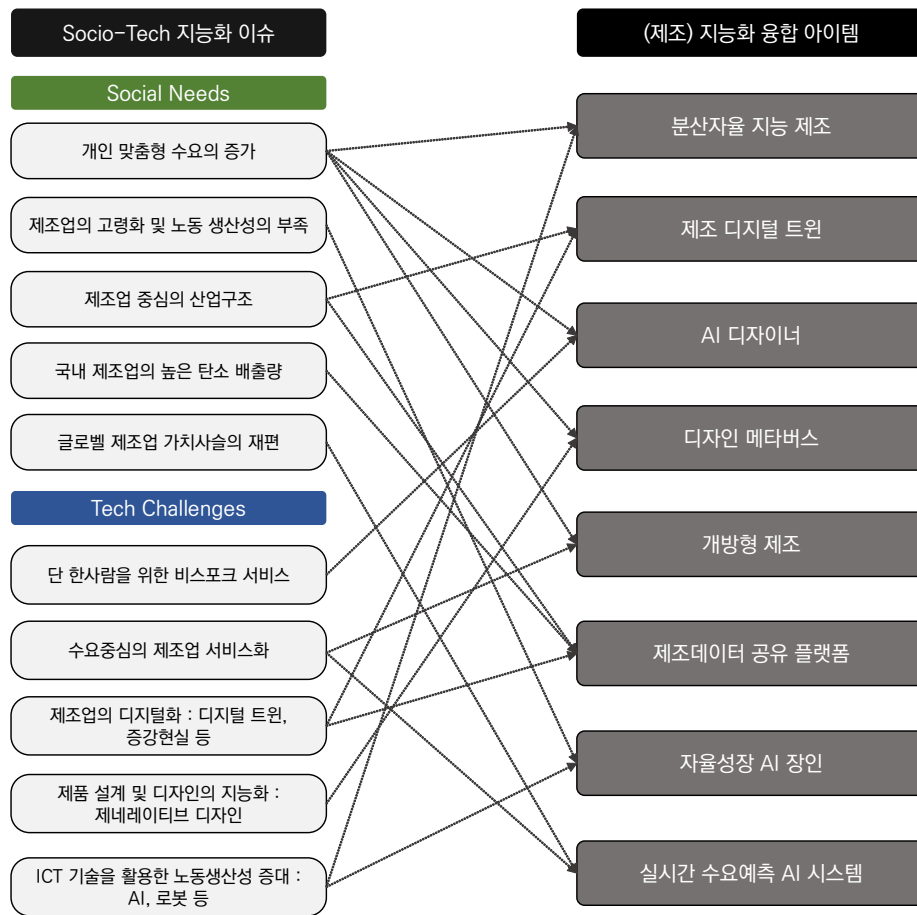 Socio-Tech 지능화 이슈
Social Needs
개인 맞춤형 수요의 증가
제조업의 고령화 및 노동 생산성의 부족
제조업 중심의 산업구조
국내 제조업의 높은 탄소 배출량
글로벌 제조업 가치사슬의 재편
Tech Challenges
단 한사람을 위한 비스포크 서비스
수요중심의 제조업 서비스화
제조업의 디지털화 : 디지털 트윈,
증강현실 등
제품 설계 및 디자인의 지능화 :
제네레이티브 디자인
ICT 기술을 활용한 노동생산성 증대 :
AI, 로봇 등
(제조) 지능화 융합 아이템
분산자율 지능 제조
제조 디지털 트윈
AI 디자이너
디자인 메타버스
개방형 제조
제조데이터 공유 플랫폼
자율성장 AI 장인
실시간 수요예측 AI 시스템